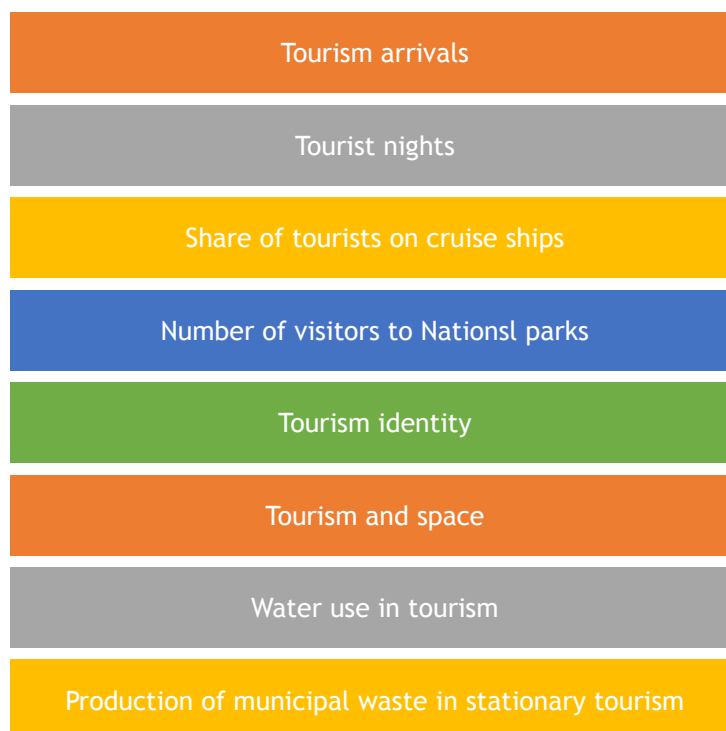 Tourism arrivals
Tourist nights
Share of tourists on cruise ships
Number of visitors to Nationsl parks
Tourism identity
Tourism and space
Water use in tourism
Production of municipal waste in stationary tourism